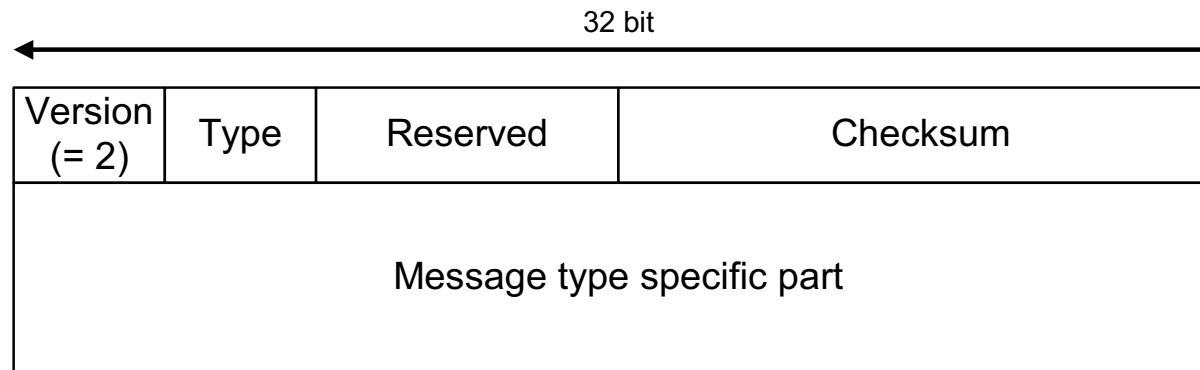 32 bit
Version
(= 2)
Type
Reserved
Checksum
Message type specific part